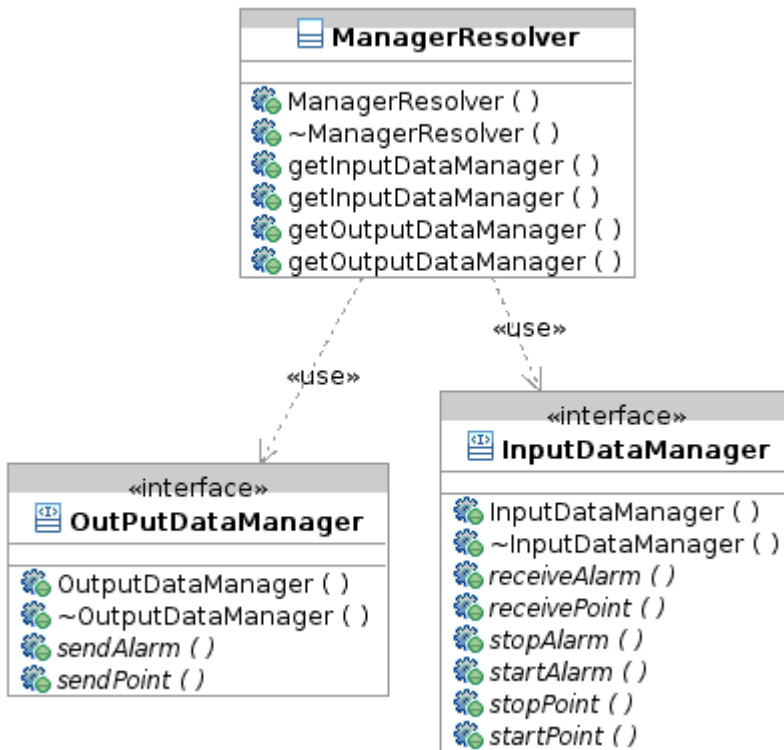 ManagerResolver
ManagerResolver ( )
~ManagerResolver ( )
getInputDataManager ( )
getInputDataManager ( )
getOutputDataManager ( )
getOutputDataManager ( )
«use»
«use»
«interface»
OutPutDataManager
OutputDataManager ( )
~OutputDataManager ( )
sendAlarm ( )
sendPoint ( )
«interface»
InputDataManager
InputDataManager ( )
~InputDataManager ( )
receiveAlarm ( )
receivePoint ( )
stopAlarm ( )
startAlarm ( )
stopPoint ( )
startPoint ( )